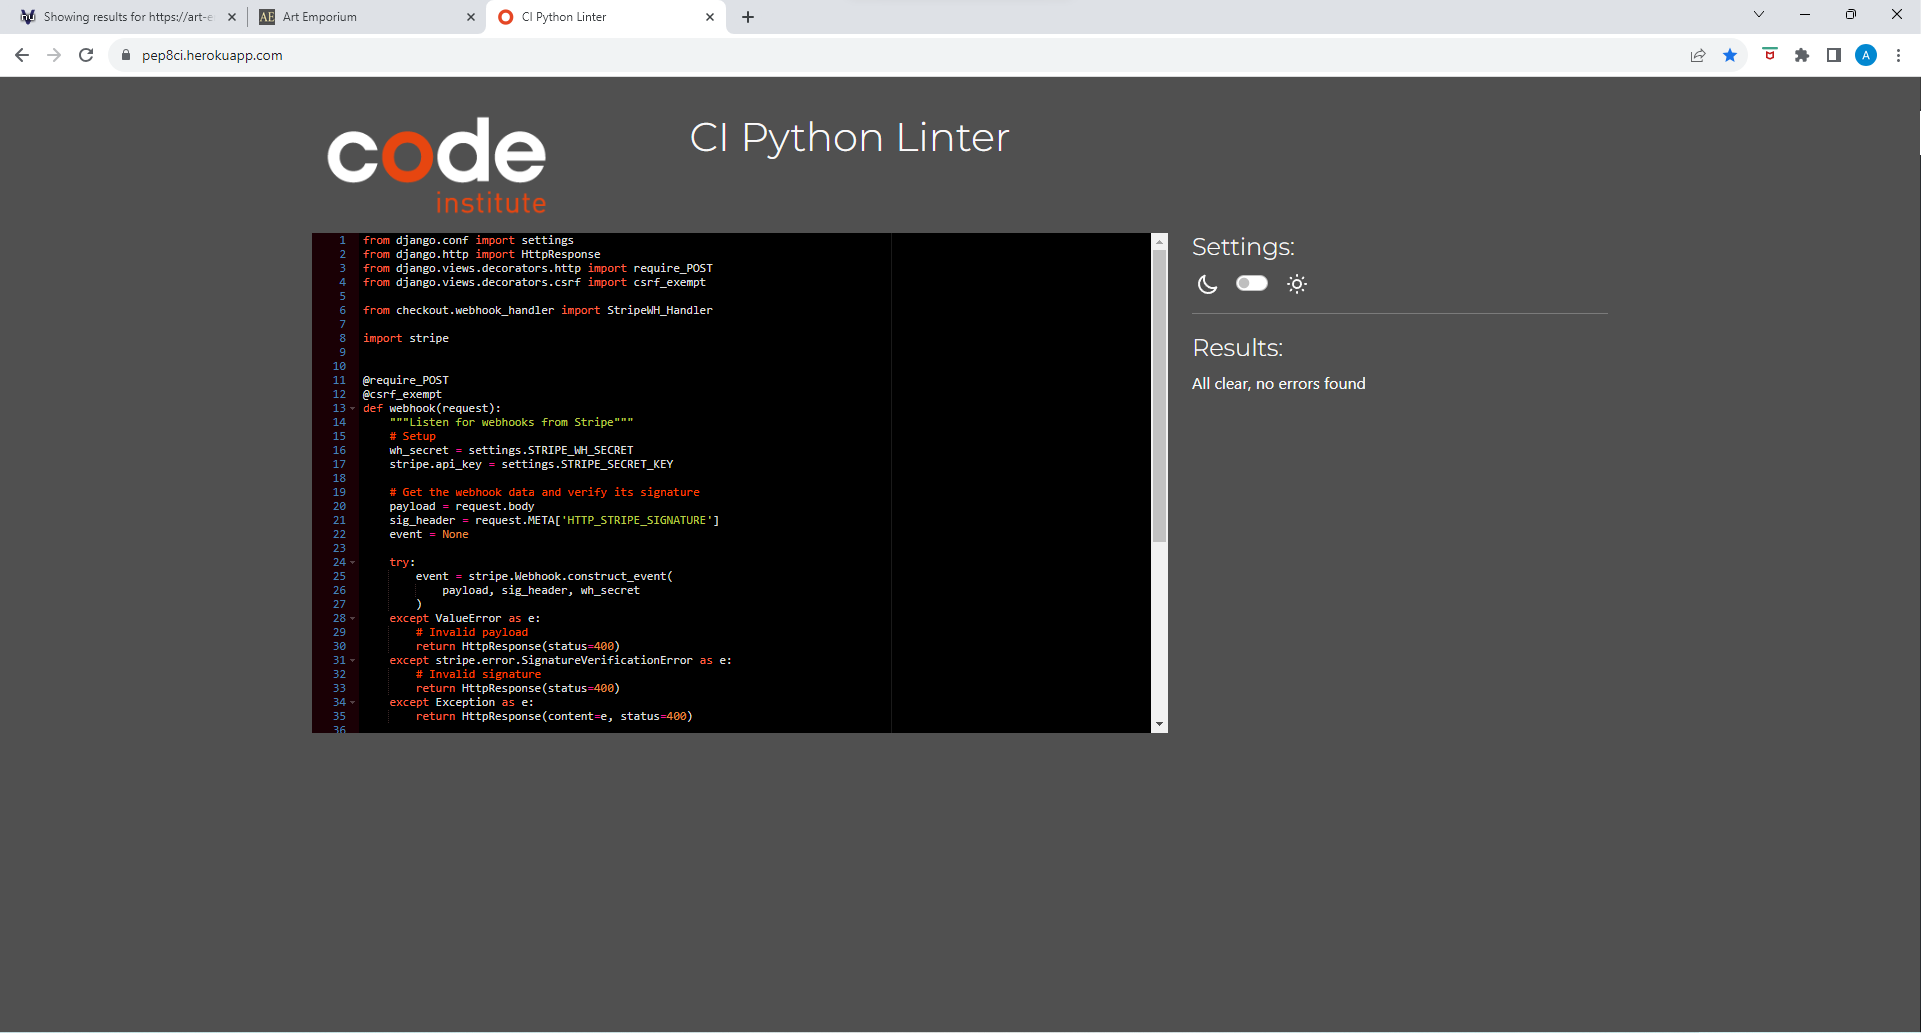 Showing results for https://art-e
Art Emporium
CI Python Linter
pep8ci.herokuapp.com
A
code
institute
CI Python Linter
1 from django.conf import settings
2 from django.http import HttpResponse
3 from django.views.decorators.http import require_POST
4 from django.views.decorators.csrf import csrf_exempt
5
6 from checkout.webhook_handler import StripeWH_Handler
7
8 import stripe
9
10
11 @require_POST
12 @csrf_exempt
13 def webhook(request):
14     """Listen for webhooks from Stripe"""
15     # Setup
16     wh_secret = settings.STRIPE_WH_SECRET
17     stripe.api_key = settings.STRIPE_SECRET_KEY
18
19     # Get the webhook data and verify its signature
20     payload = request.body
21     sig_header = request.META['HTTP_STRIPE_SIGNATURE']
22     event = None
23
24     try:
25         event = stripe.Webhook.construct_event(
26             payload, sig_header, wh_secret
27         )
28     except ValueError as e:
29         # Invalid payload
30         return HttpResponse(status=400)
31     except stripe.error.SignatureVerificationError as e:
32         # Invalid signature
33         return HttpResponse(status=400)
34     except Exception as e:
35         return HttpResponse(content=e, status=400)
36
Settings:
Results:
All clear, no errors found